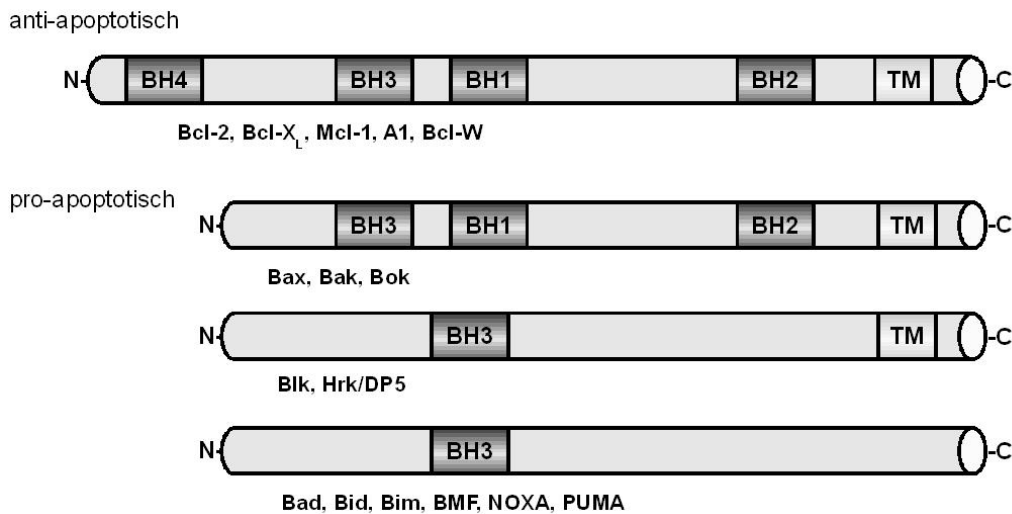 anti-apoptotisch
N- BH4 BH3 BH1 BH2 TM -C
Bcl-2, Bcl-X_L, Mcl-1, A1, Bcl-W
pro-apoptotisch
N- BH3 BH1 BH2 TM -C
Bax, Bak, Bok
N- BH3 TM -C
Blk, Hrk/DP5
N- BH3 -C
Bad, Bid, Bim, BMF, NOXA, PUMA